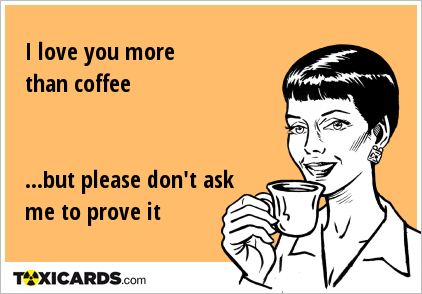 I love you more
than coffee
...but please don't ask
me to prove it
TOXICARDS.com